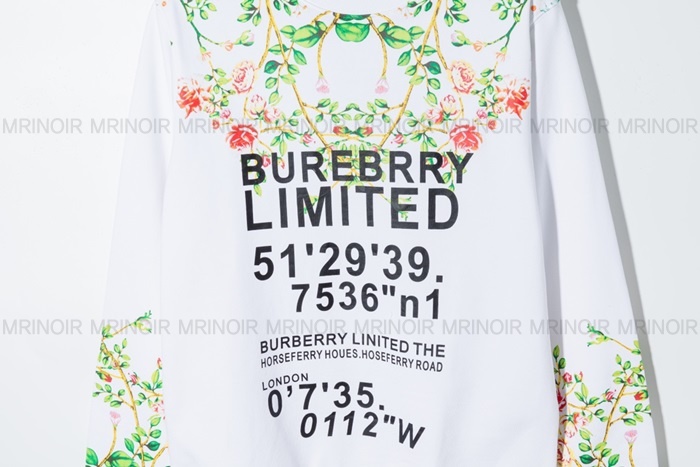 MRINOIR MRINOIR MRINOIR MRINOIR MRINOIR MRINOIR MRINOIR MRINOIR
BUREBRRY
LIMITED
51'29'39.
7536"n1
MRINOIR MRINOIR MRINOIR MRINOIR MRINOIR MRINOIR MRINOIR MRINOIR
BURBERRY LINITED THE
HORSEFERRY HOUES.HOSEFERRY ROAD
LONDON
0'7'35.
0112"W